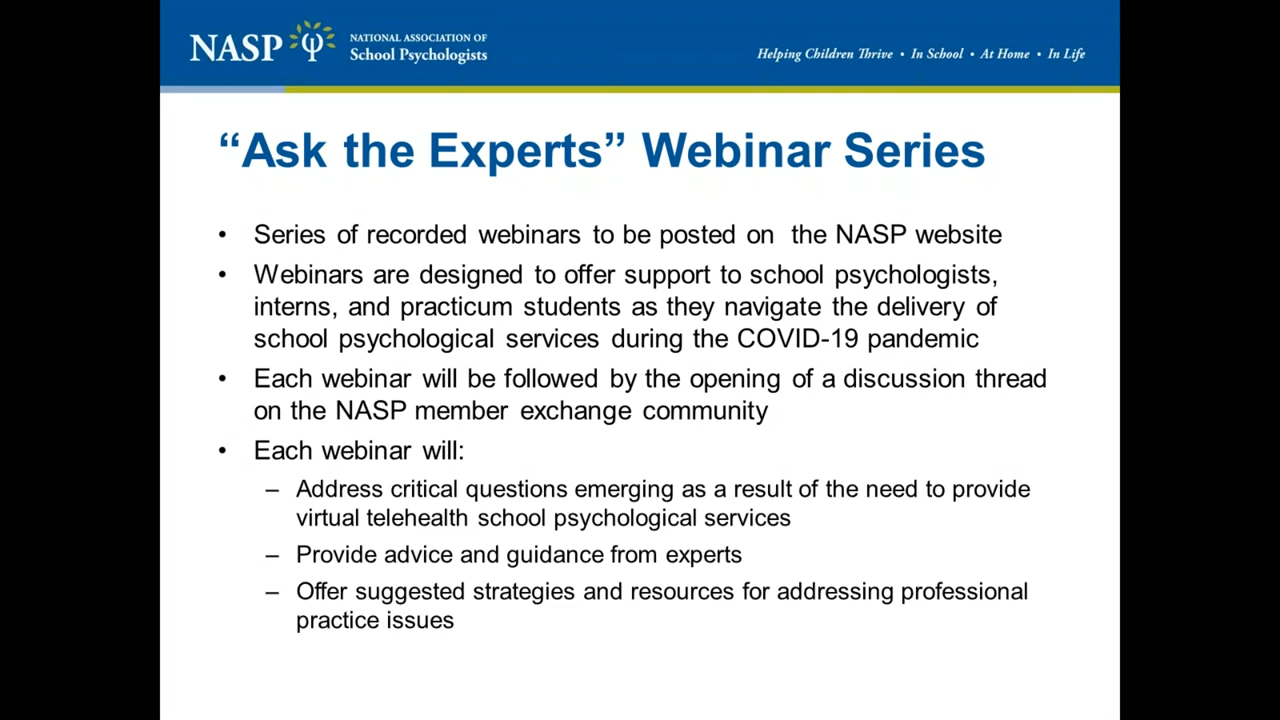 NASP
NATIONAL ASSOCIATION OF
School Psychologists
Helping Children Thrive • In School • At Home • In Life
“Ask the Experts” Webinar Series
• Series of recorded webinars to be posted on the NASP website
• Webinars are designed to offer support to school psychologists,
interns, and practicum students as they navigate the delivery of
school psychological services during the COVID-19 pandemic
• Each webinar will be followed by the opening of a discussion thread
on the NASP member exchange community
• Each webinar will:
– Address critical questions emerging as a result of the need to provide
virtual telehealth school psychological services
– Provide advice and guidance from experts
– Offer suggested strategies and resources for addressing professional
practice issues